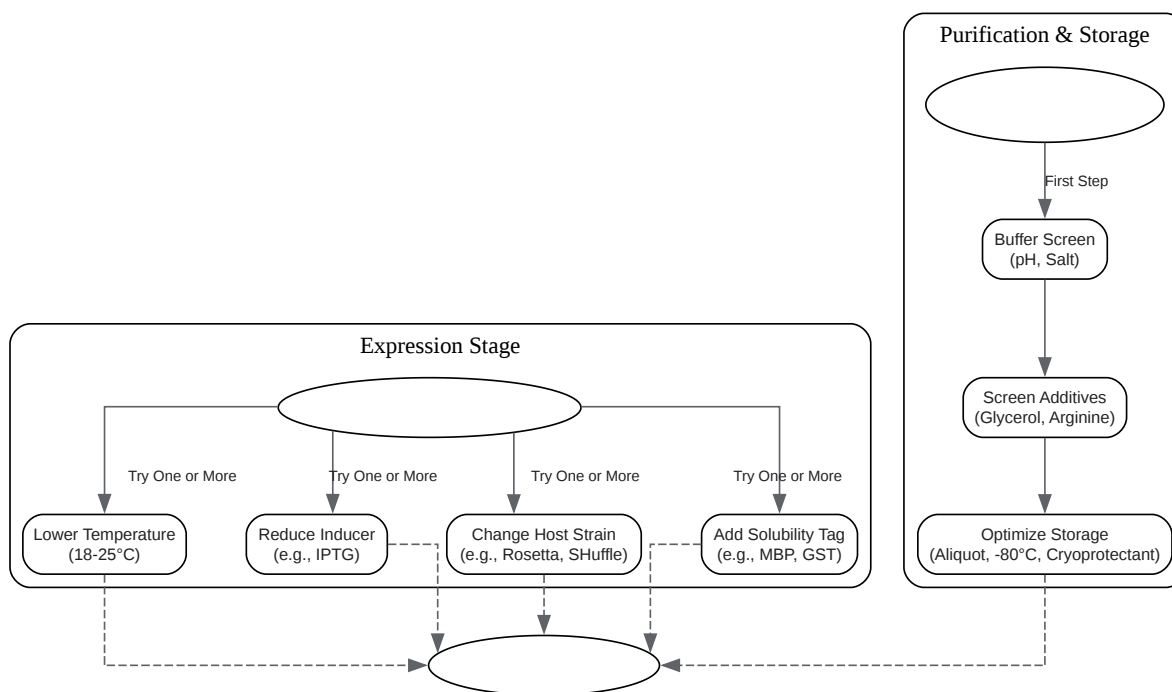 Purification & Storage
First Step
Buffer Screen
(pH, Salt)
Screen Additives
(Glycerol, Arginine)
Optimize Storage
(Aliquot, -80°C, Cryoprotectant)
Expression Stage
Try One or More
Try One or More
Try One or More
Try One or More
Lower Temperature
(18-25°C)
Reduce Inducer
(e.g., IPTG)
Change Host Strain
(e.g., Rosetta, SHuffle)
Add Solubility Tag
(e.g., MBP, GST)